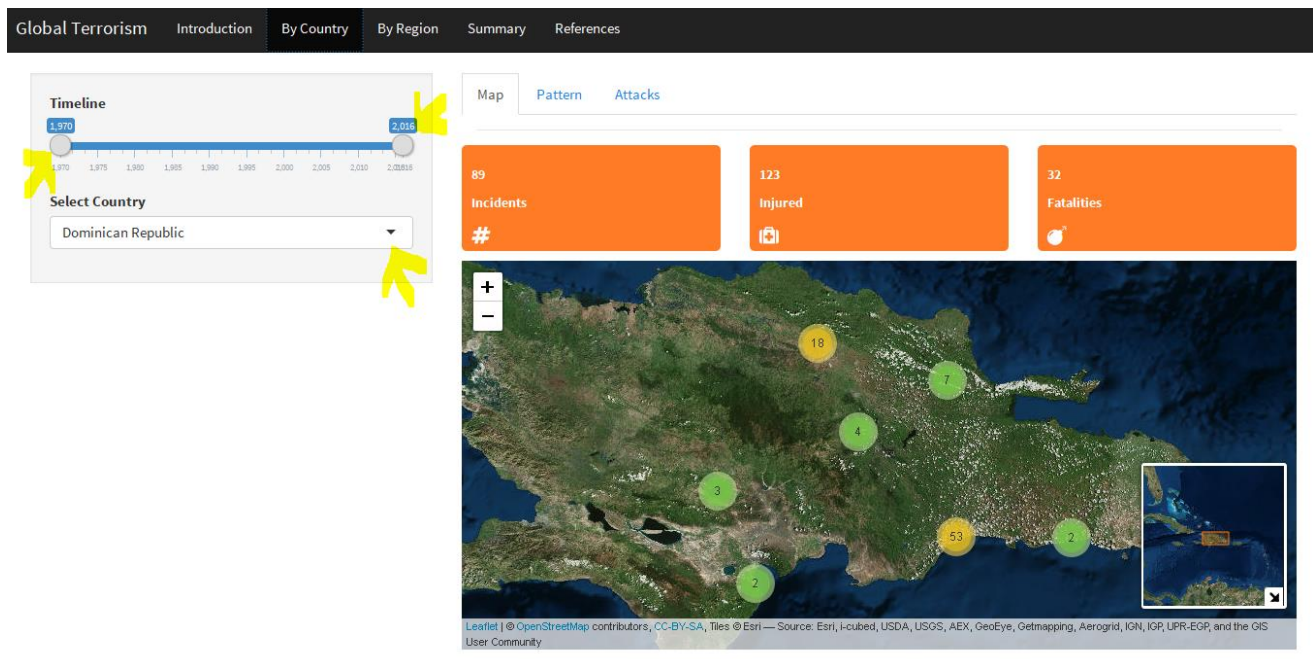 Global Terrorism Introduction By Country By Region Summary References
Timeline
1,970 2,016
1,970 1,975 1,980 1,985 1,990 1,995 2,000 2,005 2,010
Select Country
Dominican Republic
Map Pattern Attacks
89 123 32
Incidents Injured Fatalities
#
+
−
18
7
4
3
53
2
2
Leaflet | © OpenStreetMap contributors, CC-BY-SA, Tiles © Esri — Source: Esri, i-cubed, USDA, USGS, AEX, GeoEye, Getmapping, Aerogrid, IGN, IGP, UPR-EGP, and the GIS
User Community